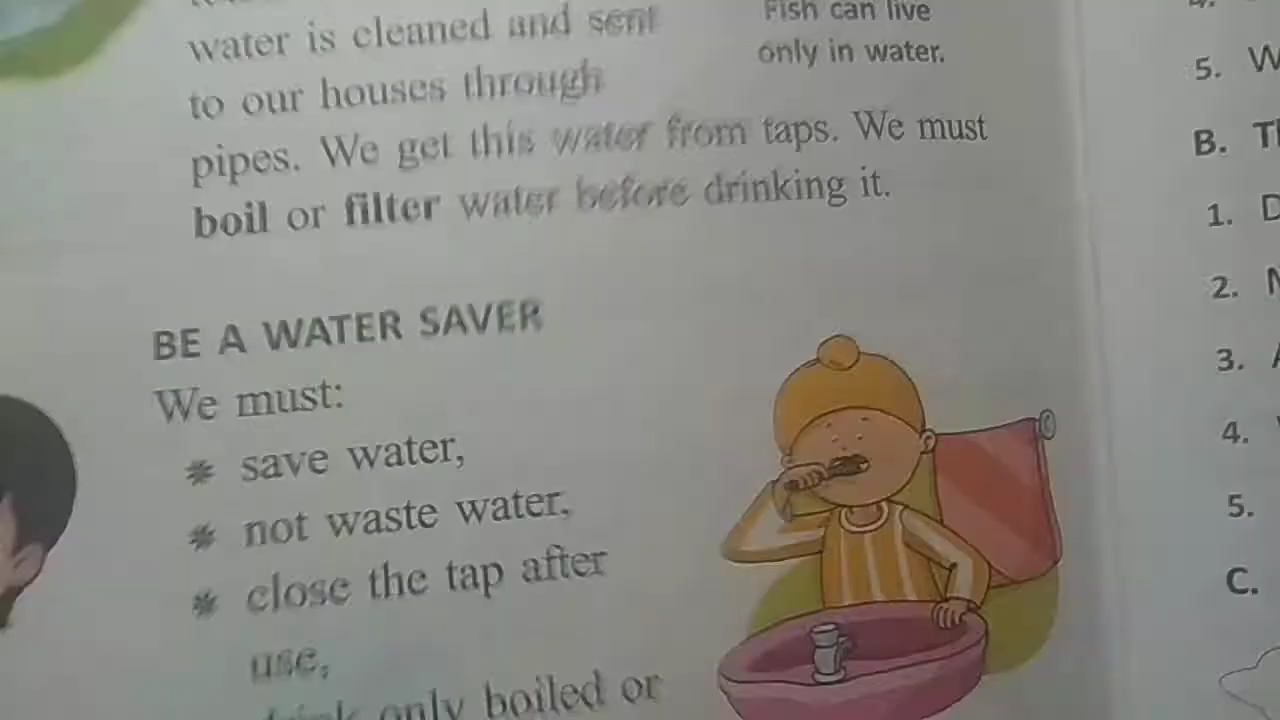 water is cleaned and sent
to our houses through
pipes. We get this water from taps. We must
boil or filter water before drinking it.
Fish can live
only in water.
BE A WATER SAVER
We must:
save water,
not waste water,
close the tap after
use,
drink only boiled or
5. W
B.
1.
2.
3.
4.
5.
C.